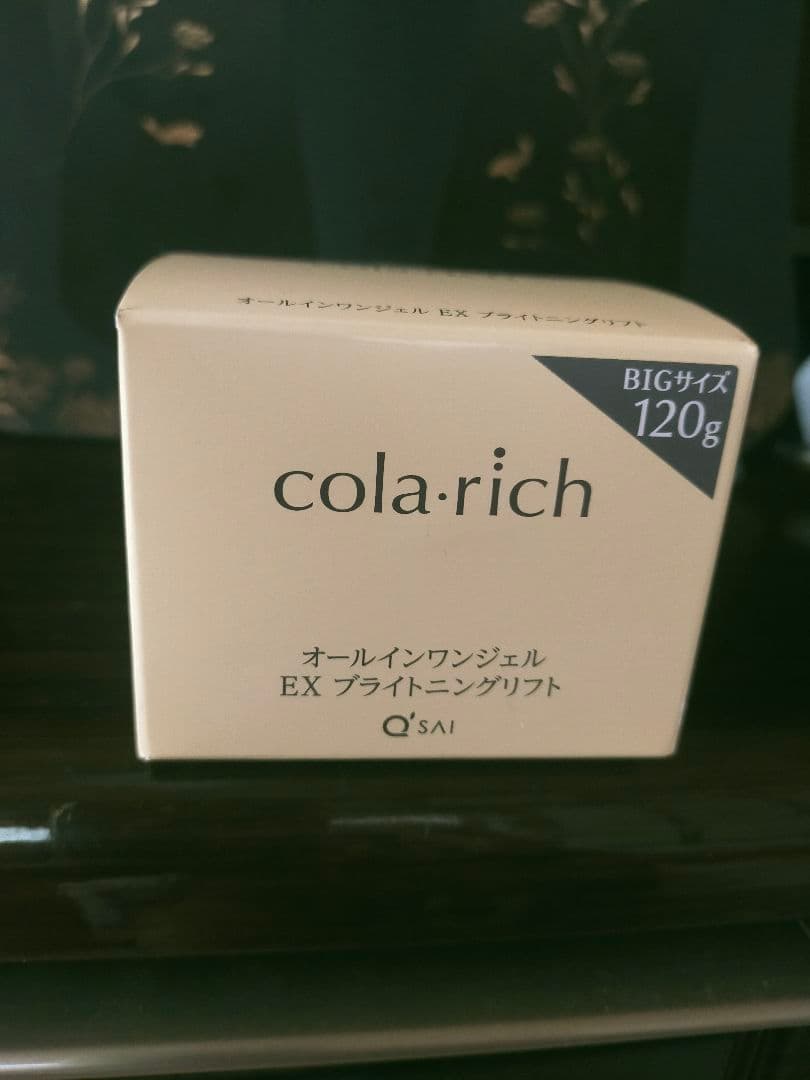 オールインワンジェル EX ブライトニングリフト
BIGサイズ
120g
cola・rich
オールインワンジェル
EX ブライトニングリフト
Q'SAI